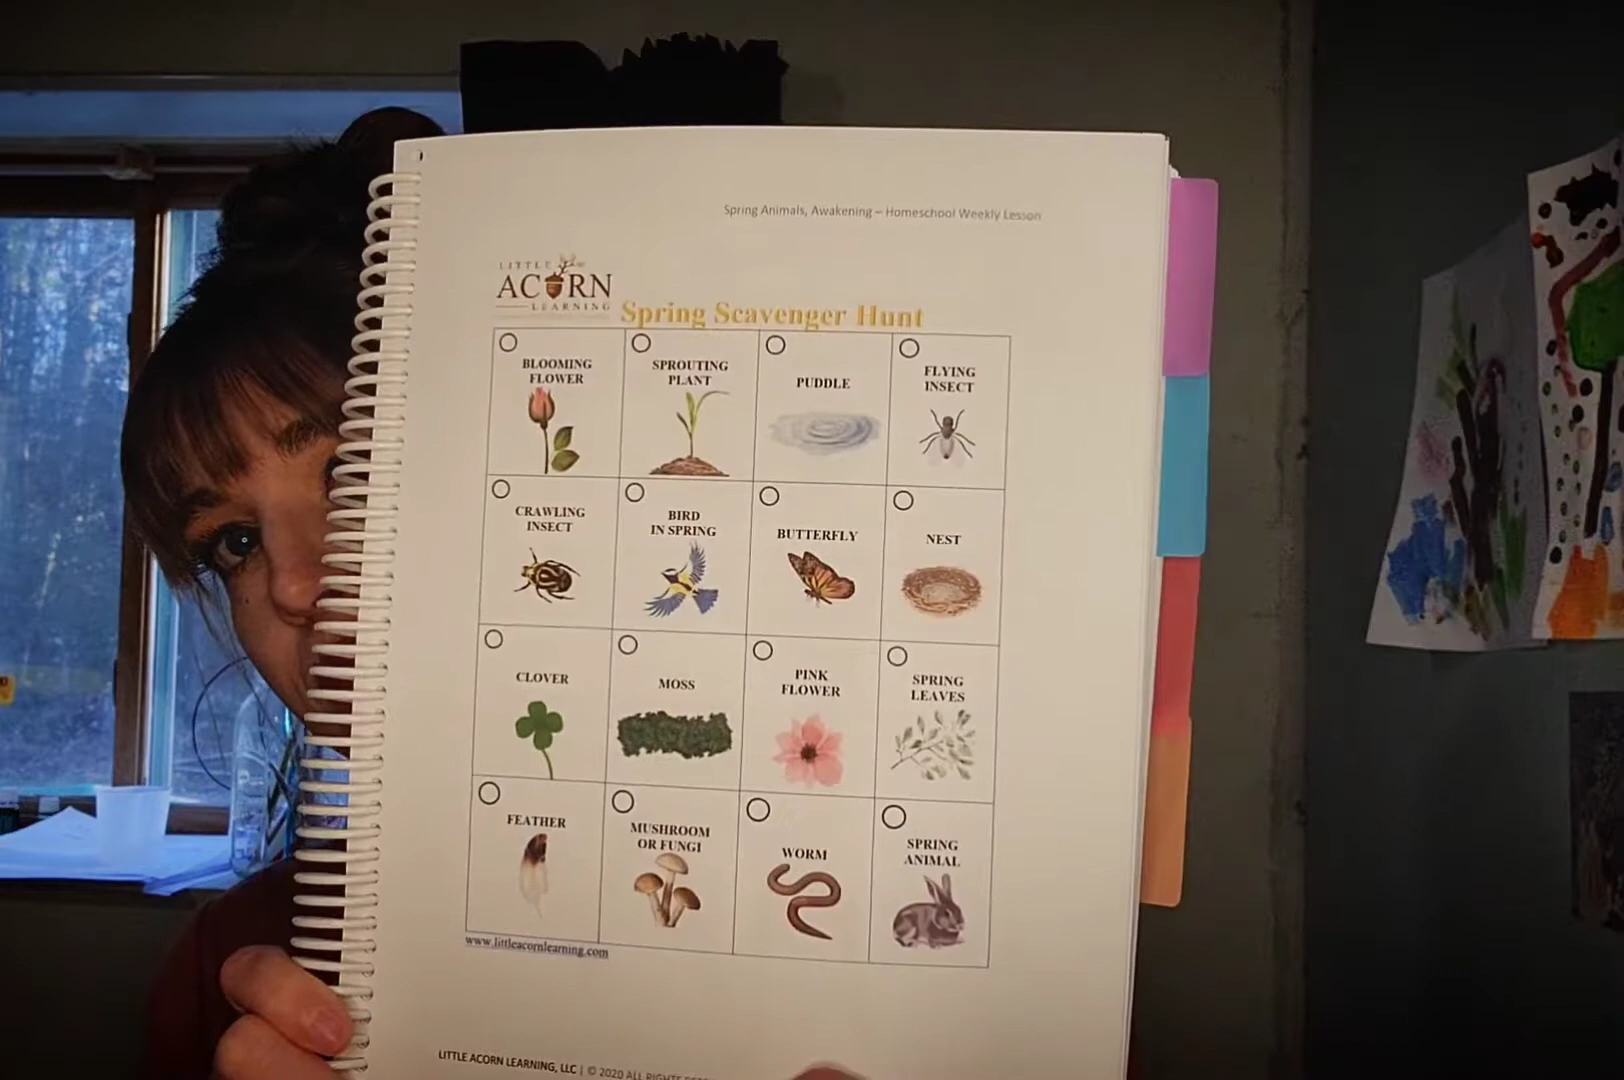 Spring Animals, Awakening – Homeschool Weekly Lesson
LITTLE
ACORN
LEARNING
Spring Scavenger Hunt
BLOOMING
FLOWER
SPROUTING
PLANT
PUDDLE
FLYING
INSECT
CRAWLING
INSECT
BIRD
IN SPRING
BUTTERFLY
NEST
CLOVER
MOSS
PINK
FLOWER
SPRING
LEAVES
FEATHER
MUSHROOM
OR FUNGI
WORM
SPRING
ANIMAL
www.littleacornlearning.com
LITTLE ACORN LEARNING, LLC | © 2020 ALL RIGHTS